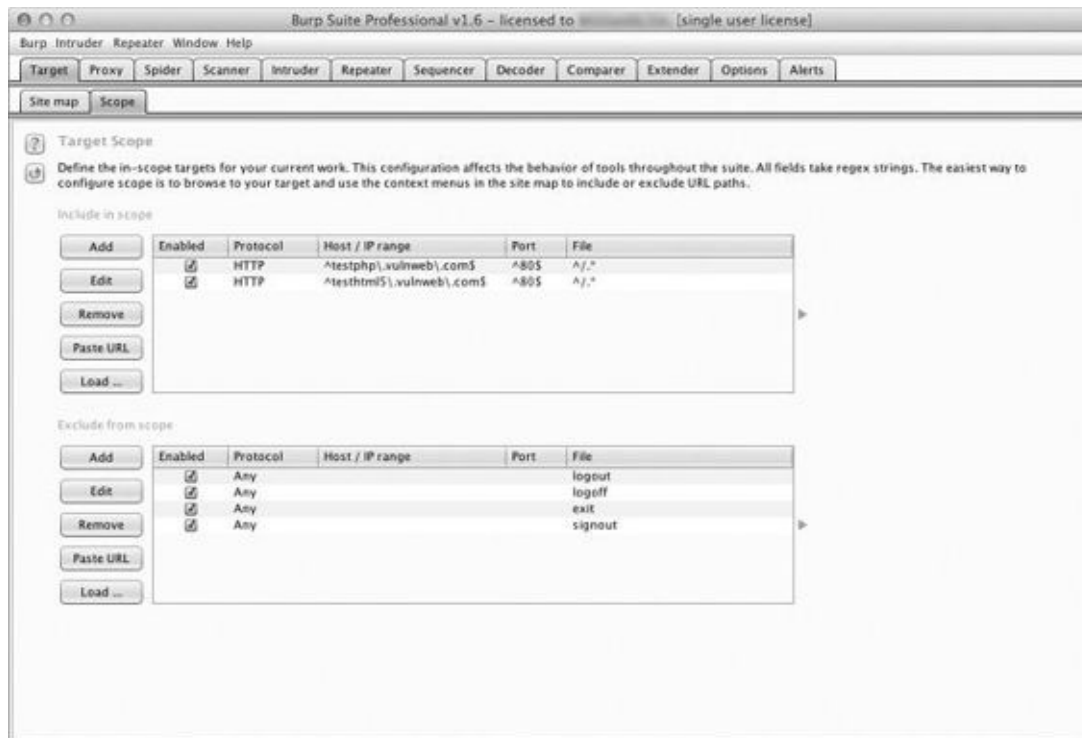 Burp Suite Professional v1.6 – licensed to [single user license]
Burp Intruder Repeater Window Help
Target Proxy Spider Scanner Intruder Repeater Sequencer Decoder Comparer Extender Options Alerts
Site map Scope
? Target Scope
Define the in-scope targets for your current work. This configuration affects the behavior of tools throughout the suite. All fields take regex strings. The easiest way to
configure scope is to browse to your target and use the context menus in the site map to include or exclude URL paths.
Include in scope
Add Enabled Protocol Host / IP range Port File
HTTP ^testphp\.vulnweb\.com$ ^80$ ^/.*
Edit HTTP ^testhtml5\.vulnweb\.com$ ^80$ ^/.*
Remove
Paste URL
Load ...
Exclude from scope
Add Enabled Protocol Host / IP range Port File
Any logout
Edit Any logoff
Any exit
Remove Any signout
Paste URL
Load ...